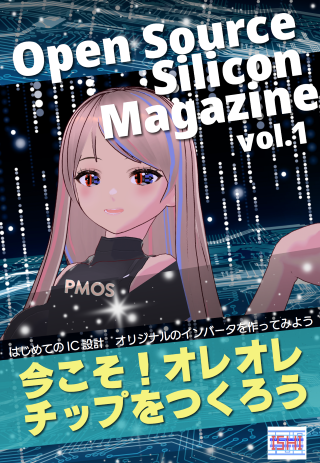 Open Source
Silicon
Magazine
vol.1
PMOS
はじめてのIC設計 オリジナルのインバータを作ってみよう
今こそ！オレオレ
チップをつくろう
ISHI